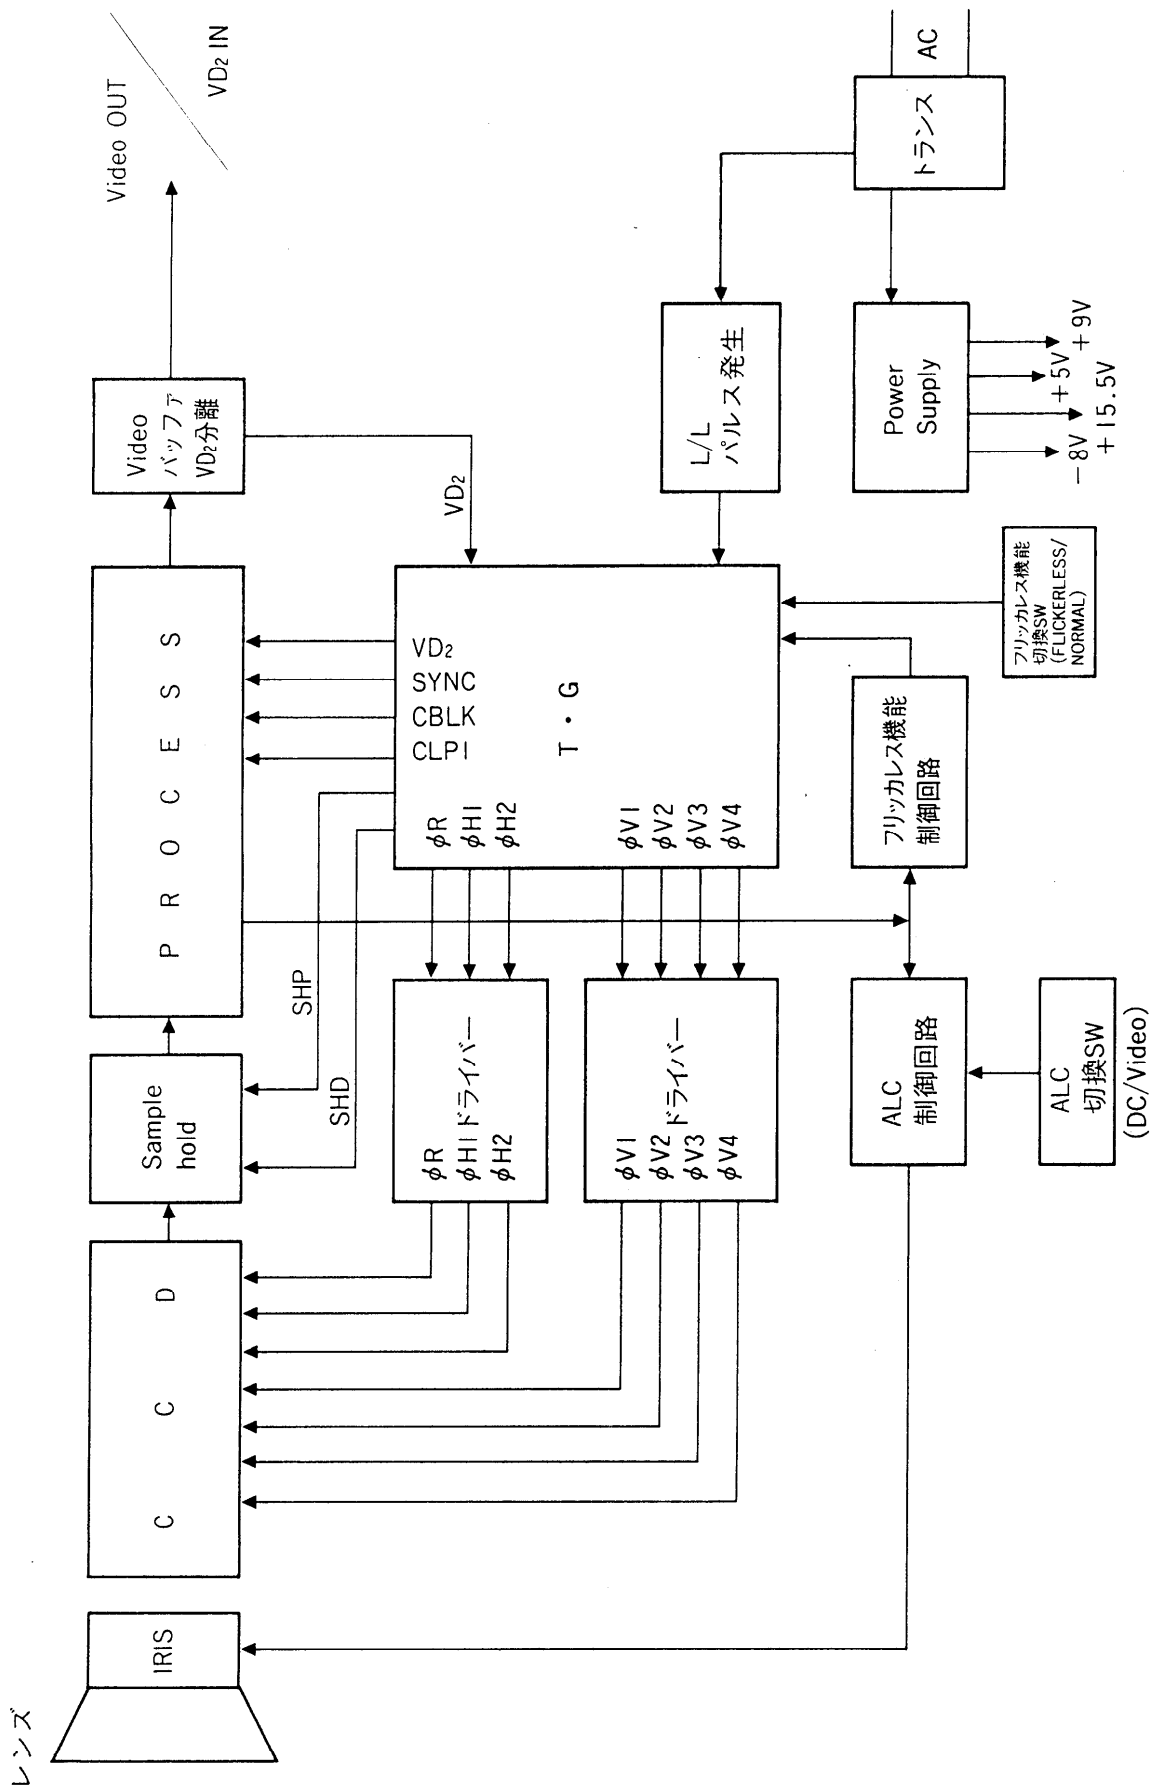 レンズ
IRIS
C C D
Sample
hold
P R O C E S S
Video
バッファ
VD₂分離
Video OUT
VD₂ IN
SHP
SHD
VD₂
φR
φH1ドライバー
φH2
φV1
φV2 ドライバー
φV3
φV4
VD₂
SYNC
CBLK
CLP1
T・G
φR
φH1
φH2
φV1
φV2
φV3
φV4
L/L
パルス発生
トランス
AC
Power
Supply
-8V
+15.5V
+5V
+9V
ALC
制御回路
フリッカレス機能
制御回路
フリッカレス機能
切換SW
(FLICKERLESS/
NORMAL)
ALC
切換SW
(DC/Video)